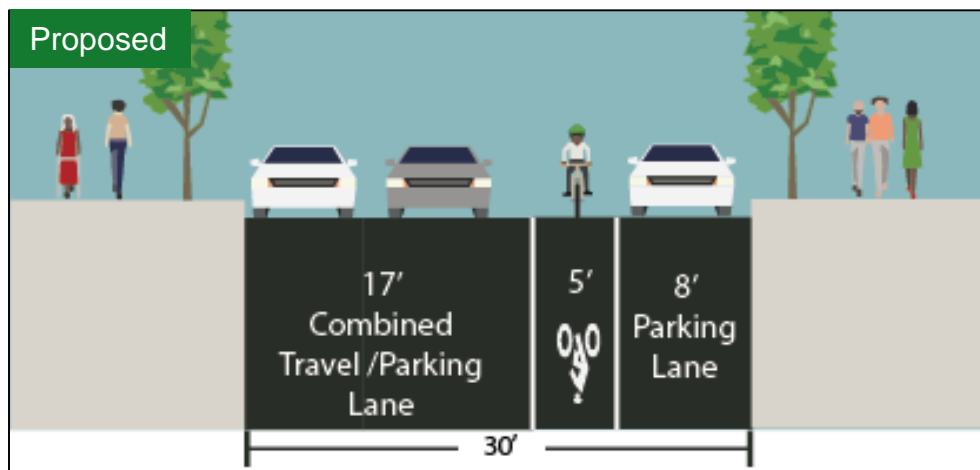 Proposed
17’
Combined
Travel /Parking
Lane
5’
8’
Parking
Lane
30’